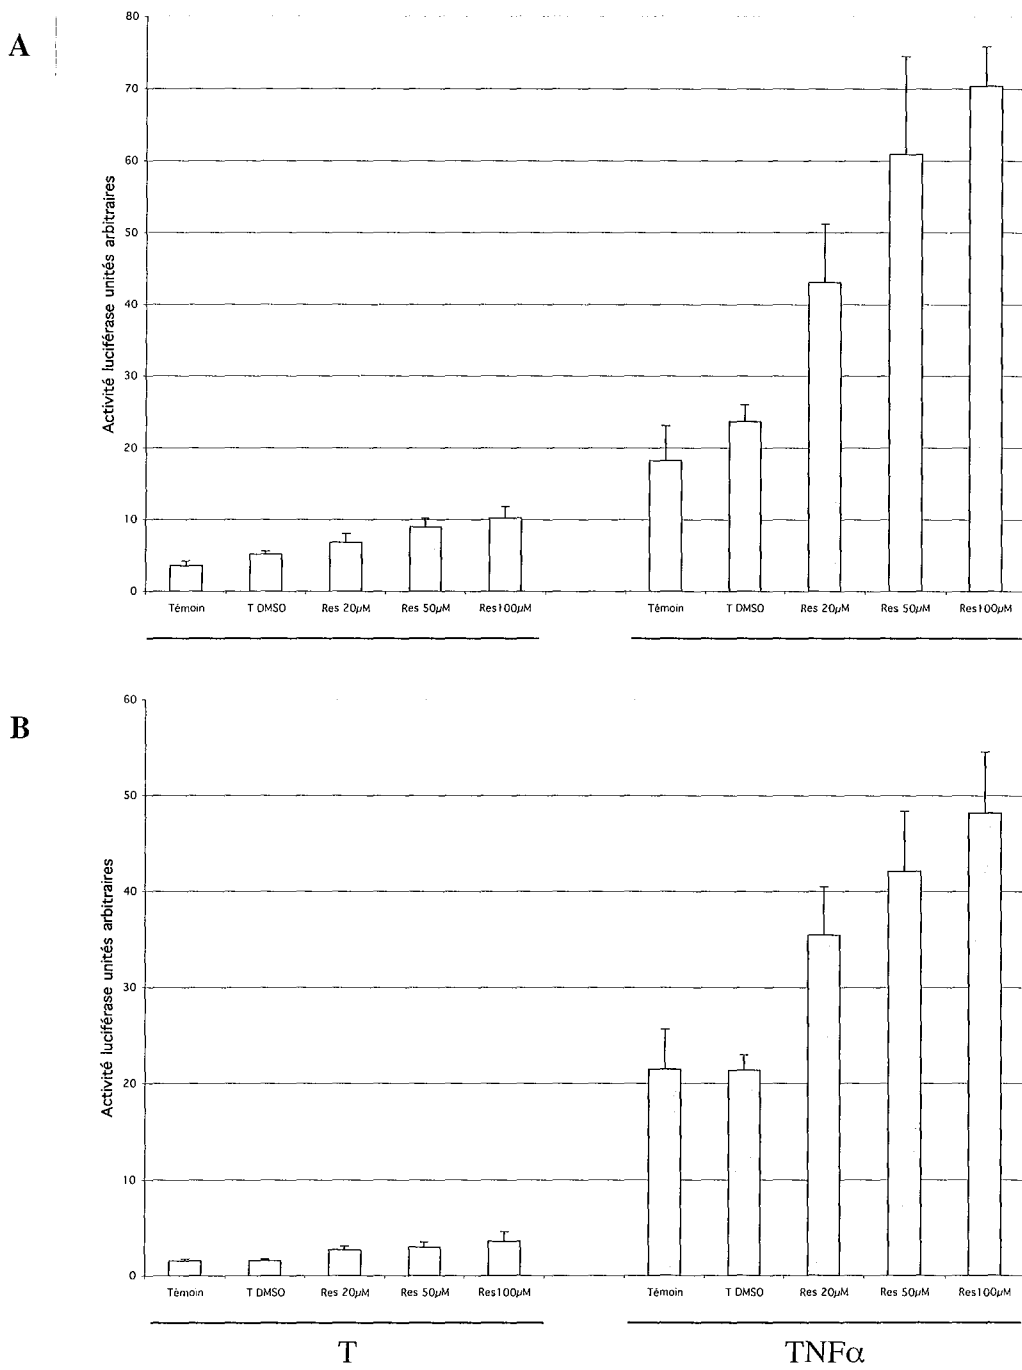 A
80
70
60
50
40
30
20
10
0
Activité luciférase unités arbitraires
Témoin T DMSO Res 20µM Res 50µM Res100µM Témoin T DMSO Res 20µM Res 50µM Res100µM
B
60
50
40
30
20
10
0
Activité luciférase unités arbitraires
Témoin T DMSO Res 20µM Res 50µM Res100µM Témoin T DMSO Res 20µM Res 50µM Res100µM
T TNFα